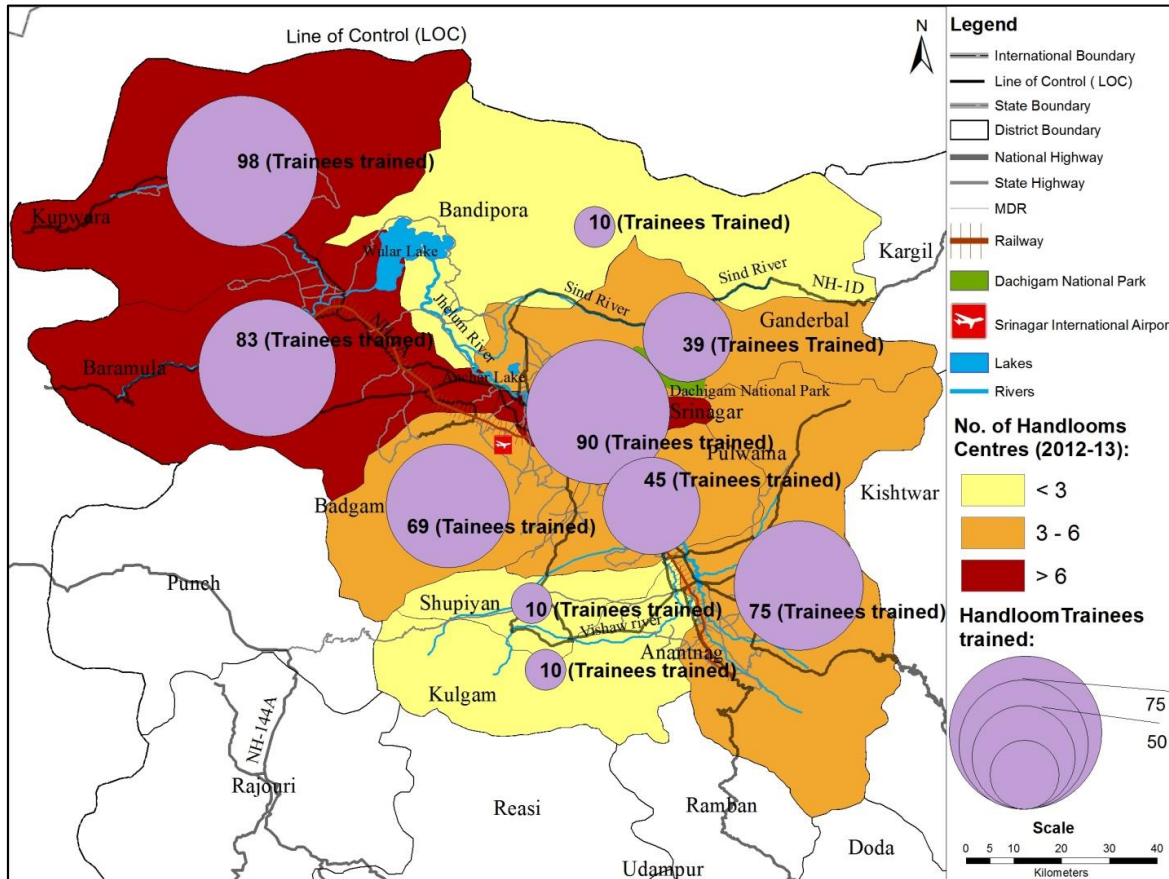 Line of Control (LOC)
N
98 (Trainees trained)
Kupwara
Bandipora
10 (Trainees Trained)
Wular Lake
Kargil
Sind River
NH-1D
Sind River
Jhelum River
Ganderbal
83 (Trainees trained)
39 (Trainees Trained)
Baramula
Anchar Lake
Dachigam National Park
Srinagar
90 (Trainees trained)
Pulwama
45 (Trainees trained)
Kishtwar
Badgam
69 (Tainees trained)
Punch
Shupiyan
10 (Trainees trained)
75 (Trainees trained)
Vishaw river
Anantnag
10 (Trainees trained)
Kulgam
NH-144A
Rajouri
Reasi
Ramban
Doda
Udampur
Legend
International Boundary
Line of Control ( LOC)
State Boundary
District Boundary
National Highway
State Highway
MDR
Railway
Dachigam National Park
Srinagar International Airpor
Lakes
Rivers
No. of Handlooms
Centres (2012-13):
< 3
3 - 6
> 6
Handloom Trainees
trained:
75
50
Scale
0 5 10 20 30 40
Kilometers